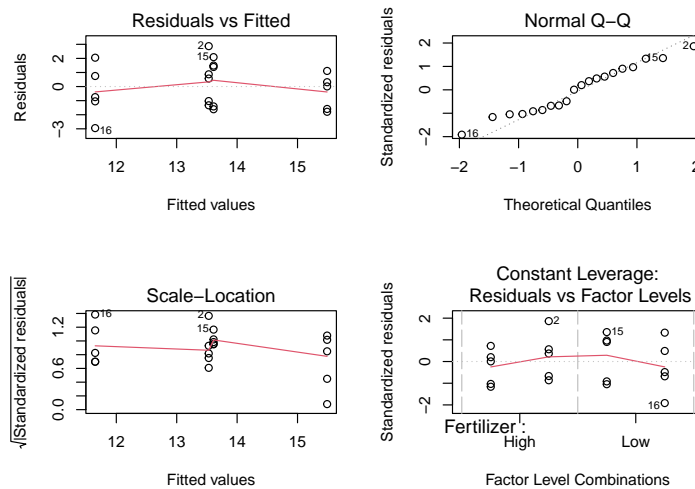 Residuals vs Fitted
Residuals
−3 0 2
2
15
16
12 13 14 15
Fitted values
Normal Q−Q
Standardized residuals
−2 0 1 2
2
15
16
−2 −1 0 1 2
Theoretical Quantiles
Scale−Location
√|Standardized residuals|
0.0 0.6 1.2
16
2
15
12 13 14 15
Fitted values
Constant Leverage:
Residuals vs Factor Levels
Standardized residuals
−2 0 2
2
15
16
Fertilizer :
High Low
Factor Level Combinations